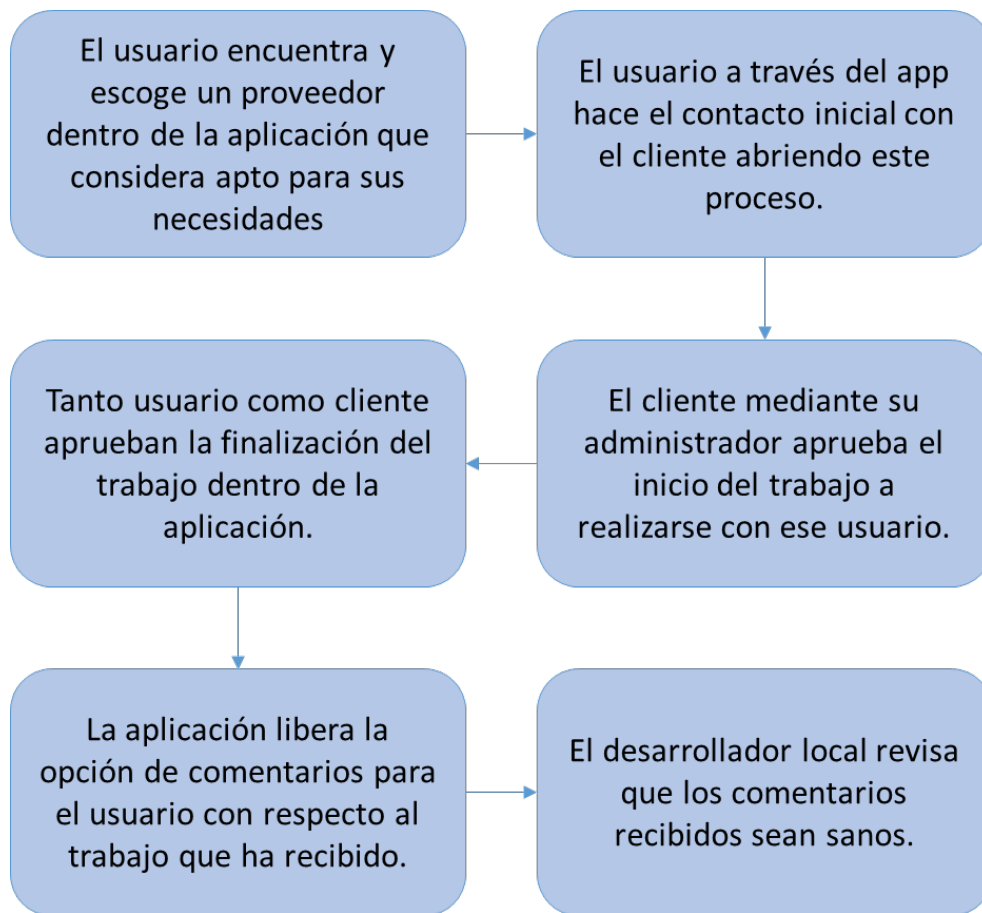 El usuario encuentra y
escoge un proveedor
dentro de la aplicación que
considera apto para sus
necesidades
El usuario a través del app
hace el contacto inicial con
el cliente abriendo este
proceso.
El cliente mediante su
administrador aprueba el
inicio del trabajo a
realizarse con ese usuario.
Tanto usuario como cliente
aprueban la finalización del
trabajo dentro de la
aplicación.
La aplicación libera la
opción de comentarios para
el usuario con respecto al
trabajo que ha recibido.
El desarrollador local revisa
que los comentarios
recibidos sean sanos.